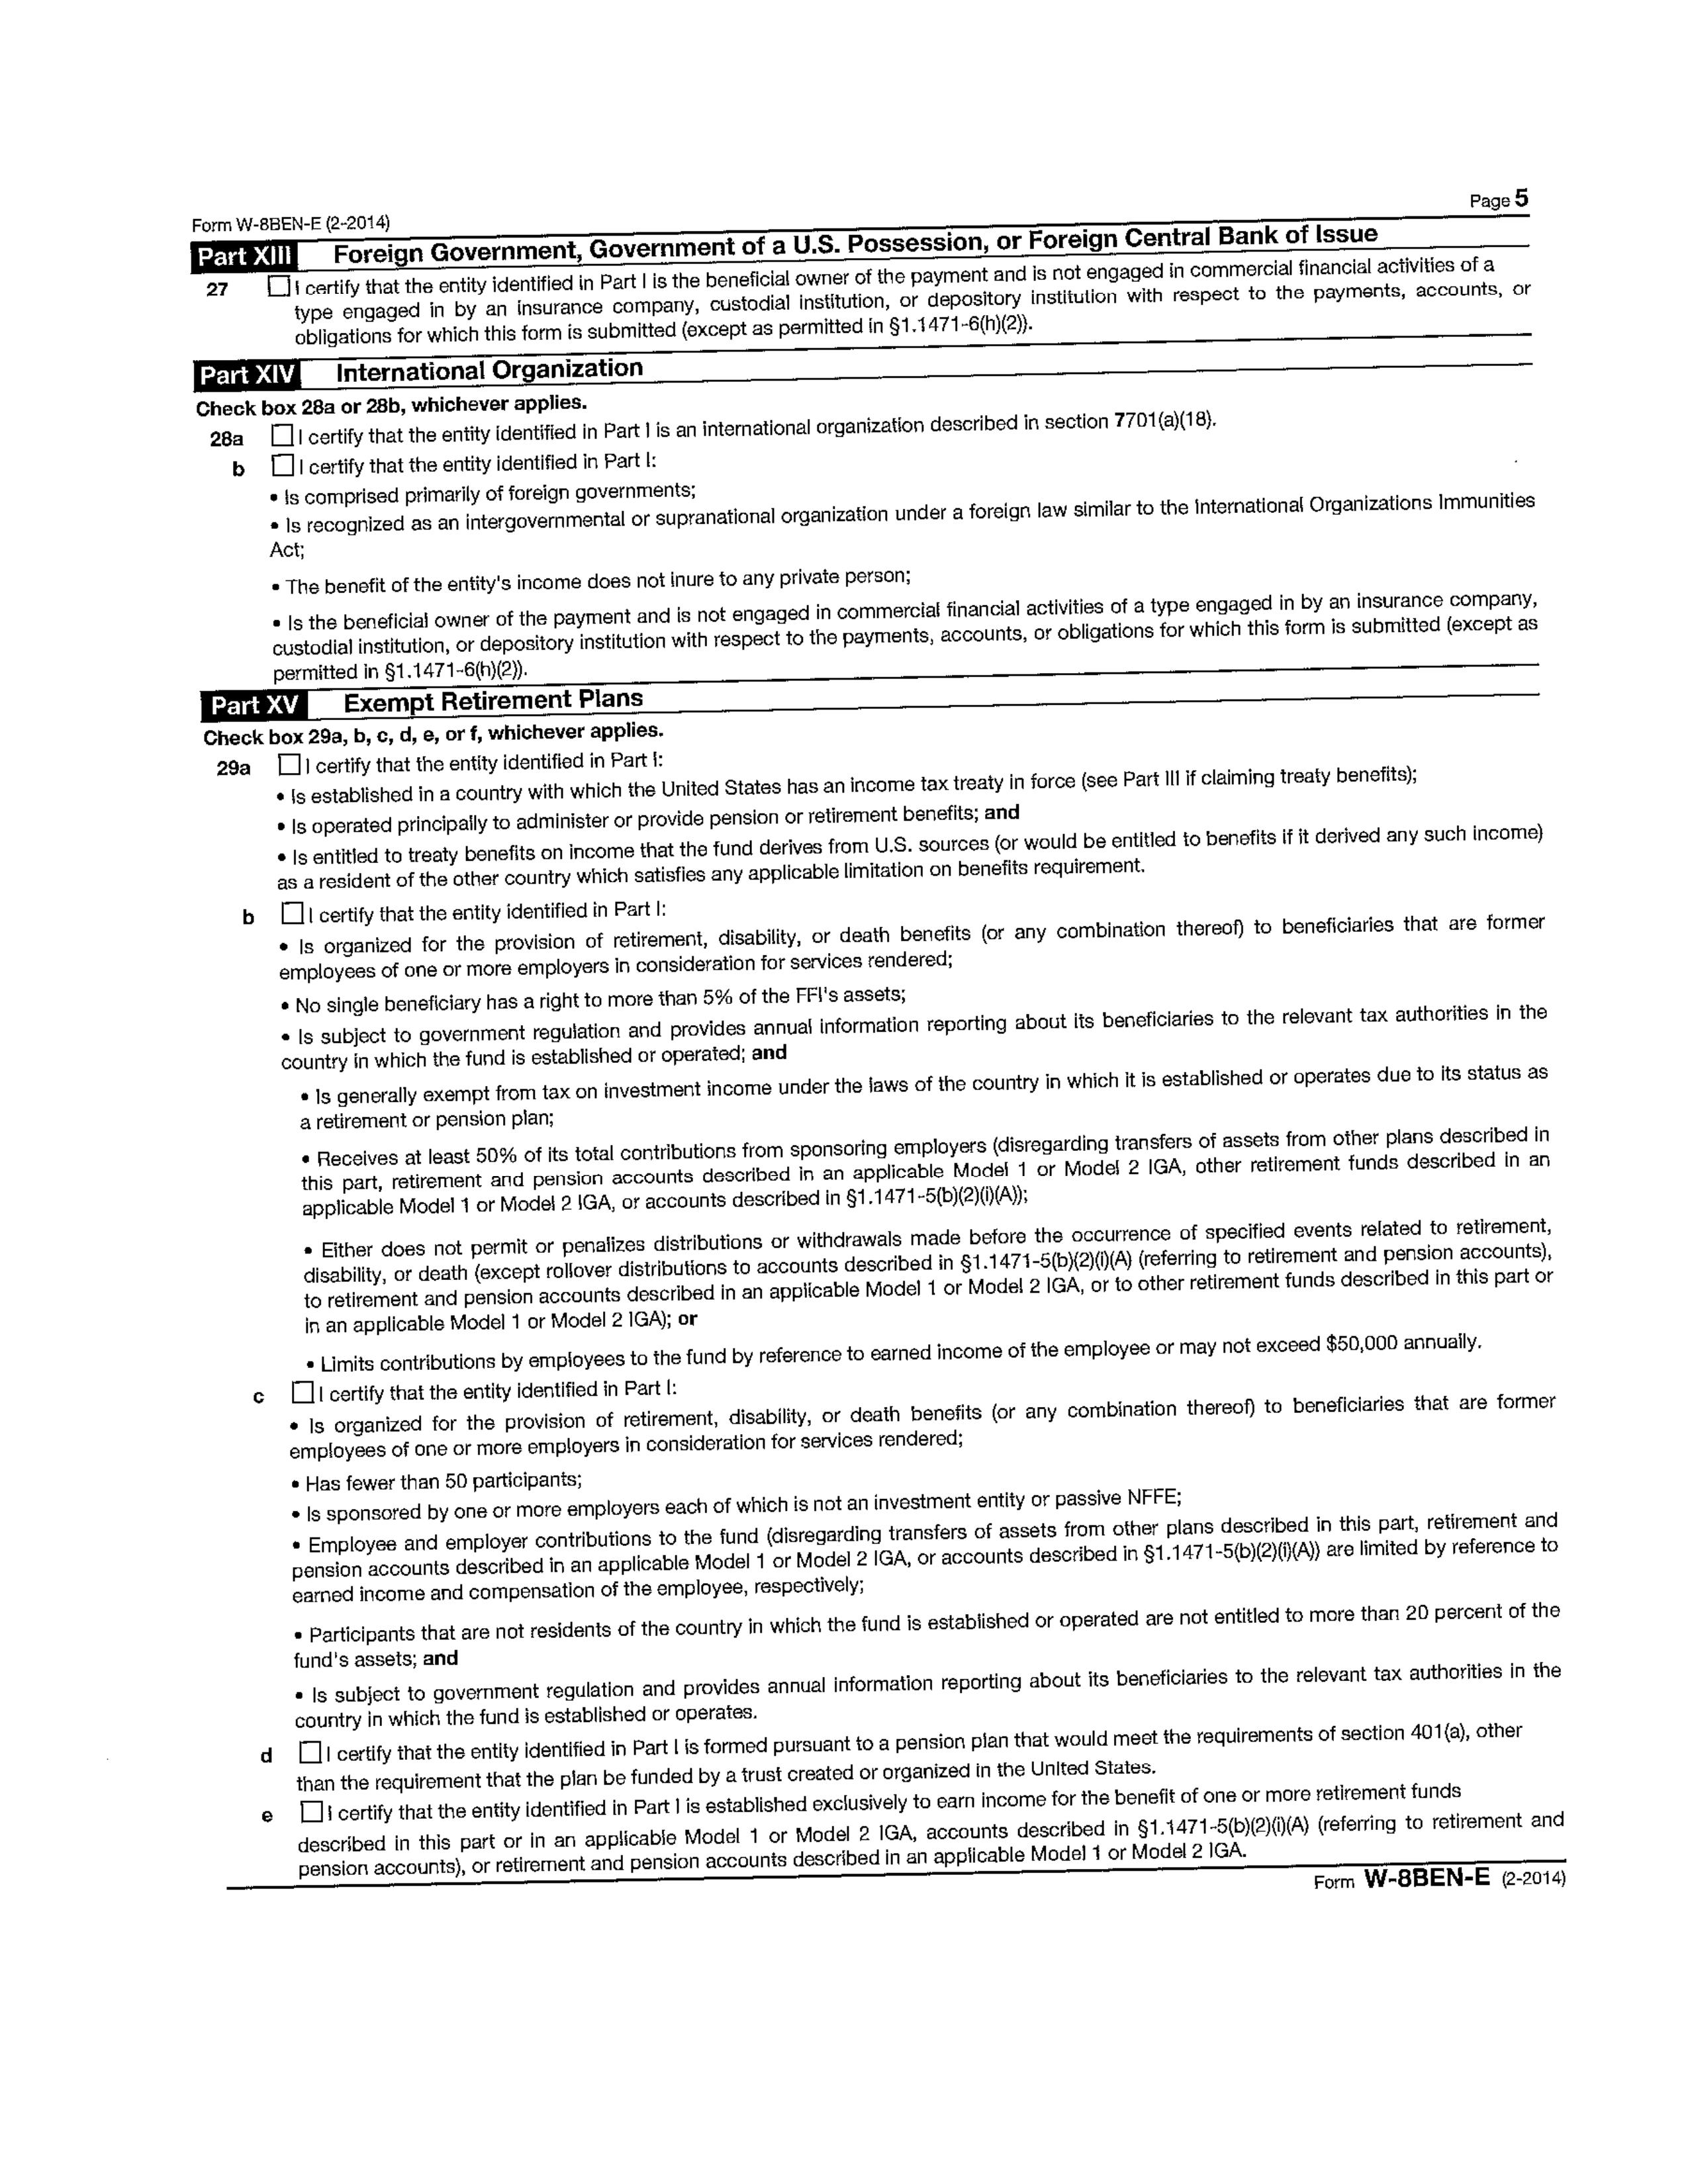 Form W-8BEN-E (2-2014)
Page 5
Part XIII Foreign Government, Government of a U.S. Possession, or Foreign Central Bank of Issue
27 I certify that the entity identified in Part I is the beneficial owner of the payment and is not engaged in commercial financial activities of a
type engaged in by an insurance company, custodial institution, or depository institution with respect to the payments, accounts, or
obligations for which this form is submitted (except as permitted in §1.1471-6(h)(2)).
Part XIV International Organization
Check box 28a or 28b, whichever applies.
28a I certify that the entity identified in Part I is an international organization described in section 7701(a)(18).
b I certify that the entity identified in Part I:
• Is comprised primarily of foreign governments;
• Is recognized as an intergovernmental or supranational organization under a foreign law similar to the International Organizations Immunities
Act;
• The benefit of the entity's income does not inure to any private person;
• Is the beneficial owner of the payment and is not engaged in commercial financial activities of a type engaged in by an insurance company,
custodial institution, or depository institution with respect to the payments, accounts, or obligations for which this form is submitted (except as
permitted in §1.1471-6(h)(2)).
Part XV Exempt Retirement Plans
Check box 29a, b, c, d, e, or f, whichever applies.
29a I certify that the entity identified in Part I:
• Is established in a country with which the United States has an income tax treaty in force (see Part III if claiming treaty benefits);
• Is operated principally to administer or provide pension or retirement benefits; and
• Is entitled to treaty benefits on income that the fund derives from U.S. sources (or would be entitled to benefits if it derived any such income)
as a resident of the other country which satisfies any applicable limitation on benefits requirement.
b I certify that the entity identified in Part I:
• Is organized for the provision of retirement, disability, or death benefits (or any combination thereof) to beneficiaries that are former
employees of one or more employers in consideration for services rendered;
• No single beneficiary has a right to more than 5% of the FFI's assets;
• Is subject to government regulation and provides annual information reporting about its beneficiaries to the relevant tax authorities in the
country in which the fund is established or operated; and
• Is generally exempt from tax on investment income under the laws of the country in which it is established or operates due to its status as
a retirement or pension plan;
• Receives at least 50% of its total contributions from sponsoring employers (disregarding transfers of assets from other plans described in
this part, retirement and pension accounts described in an applicable Model 1 or Model 2 IGA, other retirement funds described in an
applicable Model 1 or Model 2 IGA, or accounts described in §1.1471-5(b)(2)(i)(A));
• Either does not permit or penalizes distributions or withdrawals made before the occurrence of specified events related to retirement,
disability, or death (except rollover distributions to accounts described in §1.1471-5(b)(2)(i)(A) (referring to retirement and pension accounts),
to retirement and pension accounts described in an applicable Model 1 or Model 2 IGA, or to other retirement funds described in this part or
in an applicable Model 1 or Model 2 IGA); or
• Limits contributions by employees to the fund by reference to earned income of the employee or may not exceed $50,000 annually.
c I certify that the entity identified in Part I:
• Is organized for the provision of retirement, disability, or death benefits (or any combination thereof) to beneficiaries that are former
employees of one or more employers in consideration for services rendered;
• Has fewer than 50 participants;
• Is sponsored by one or more employers each of which is not an investment entity or passive NFFE;
• Employee and employer contributions to the fund (disregarding transfers of assets from other plans described in this part, retirement and
pension accounts described in an applicable Model 1 or Model 2 IGA, or accounts described in §1.1471-5(b)(2)(i)(A)) are limited by reference to
earned income and compensation of the employee, respectively;
• Participants that are not residents of the country in which the fund is established or operated are not entitled to more than 20 percent of the
fund's assets; and
• Is subject to government regulation and provides annual information reporting about its beneficiaries to the relevant tax authorities in the
country in which the fund is established or operates.
d I certify that the entity identified in Part I is formed pursuant to a pension plan that would meet the requirements of section 401(a), other
than the requirement that the plan be funded by a trust created or organized in the United States.
e I certify that the entity identified in Part I is established exclusively to earn income for the benefit of one or more retirement funds
described in this part or in an applicable Model 1 or Model 2 IGA, accounts described in §1.1471-5(b)(2)(i)(A) (referring to retirement and
pension accounts), or retirement and pension accounts described in an applicable Model 1 or Model 2 IGA.
Form W-8BEN-E (2-2014)